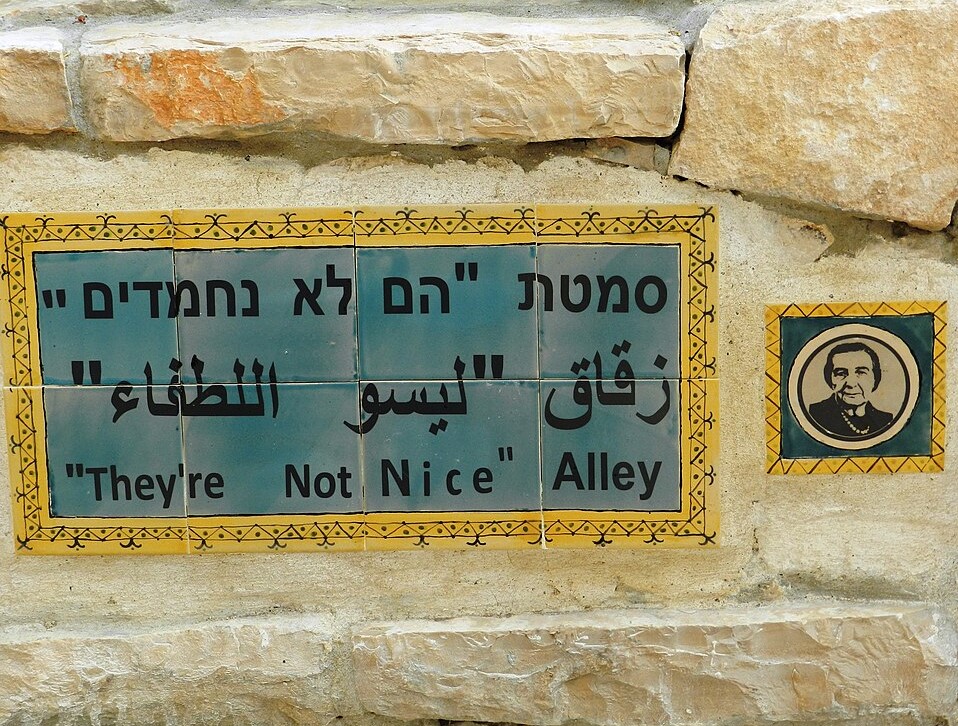 סמטת "הם לא נחמדים"
زقاق "ليسو اللطفاء"
"They're Not Nice" Alley